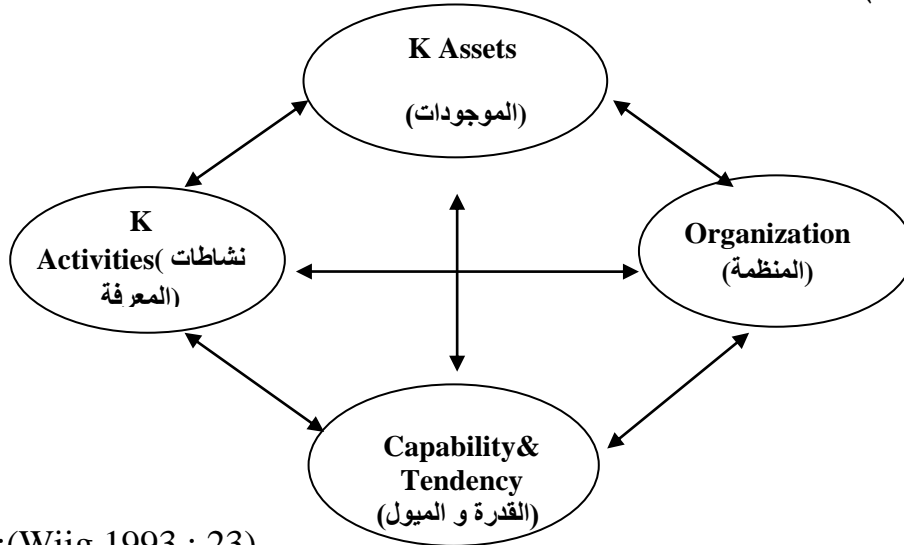 K Assets
(الموجودات)
K
Activities( نشاطات
المعرفة)
Organization
(المنظمة)
Capability&
Tendency
(القدرة و الميول)
:(Wiig,1993 : 23)